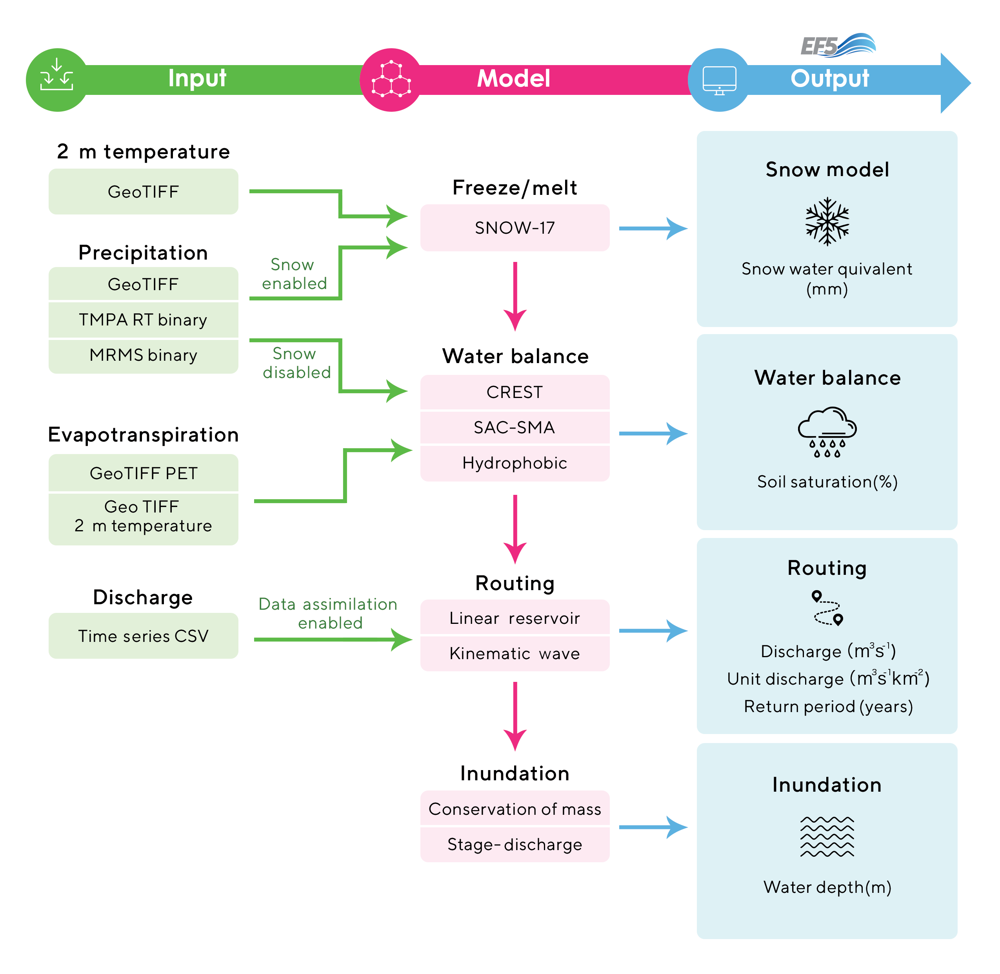 EF5
Input
Model
Output
2 m temperature
GeoTIFF
Precipitation
GeoTIFF
TMPA RT binary
MRMS binary
Snow
enabled
Snow
disabled
Evapotranspiration
GeoTIFF PET
Geo TIFF
2 m temperature
Discharge
Time series CSV
Data assimilation
enabled
Freeze/melt
SNOW-17
Water balance
CREST
SAC-SMA
Hydrophobic
Routing
Linear reservoir
Kinematic wave
Inundation
Conservation of mass
Stage-discharge
Snow model
Snow water quivalent
(mm)
Water balance
Soil saturation(%)
Routing
Discharge (m³s⁻¹)
Unit discharge (m³s⁻¹km⁻²)
Return period (years)
Inundation
Water depth(m)